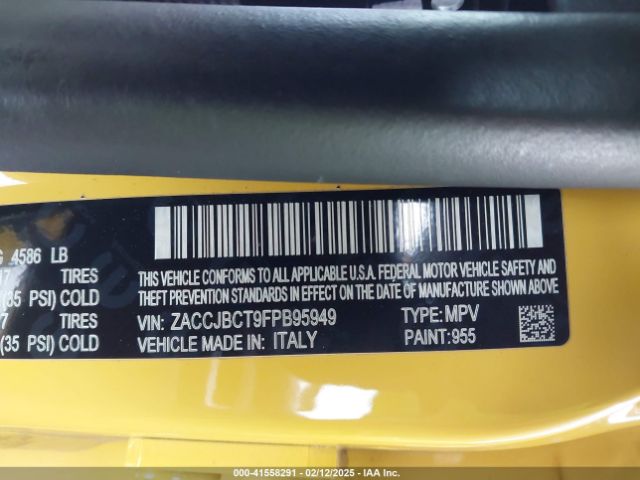 4586 LB
TIRES
(35 PSI) COLD
TIRES
(35 PSI) COLD
THIS VEHICLE CONFORMS TO ALL APPLICABLE U.S.A. FEDERAL MOTOR VEHICLE SAFETY AND
THEFT PREVENTION STANDARDS IN EFFECT ON THE DATE OF MANUFACTURE SHOWN ABOVE.
VIN: ZACCJBCT9FPB95949 TYPE: MPV
VEHICLE MADE IN: ITALY PAINT: 955
000-41558291 - 02/12/2025 - IAA Inc.